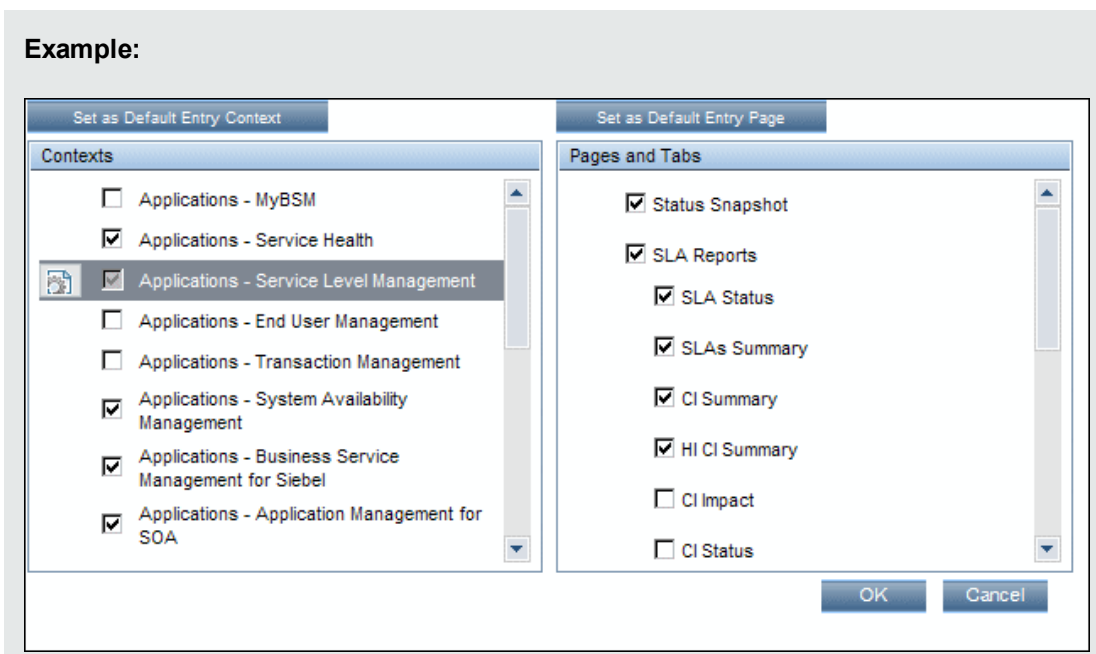 Example:
Set as Default Entry Context
Set as Default Entry Page
Contexts
Applications - MyBSM
Applications - Service Health
Applications - Service Level Management
Applications - End User Management
Applications - Transaction Management
Applications - System Availability
Management
Applications - Business Service
Management for Siebel
Applications - Application Management for
SOA
Pages and Tabs
Status Snapshot
SLA Reports
SLA Status
SLAs Summary
CI Summary
HI CI Summary
CI Impact
CI Status
OK
Cancel